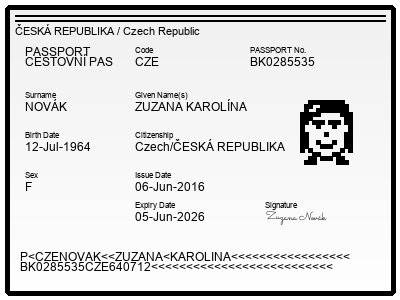 ČESKÁ REPUBLIKA / Czech Republic
PASSPORT Code PASSPORT No.
CESTOVNÍ PAS CZE BK0285535
Surname Given Name(s)
NOVÁK ZUZANA KAROLÍNA
Birth Date Citizenship
12-Jul-1964 Czech/ČESKÁ REPUBLIKA
Sex Issue Date
F 06-Jun-2016
Expiry Date Signature
05-Jun-2026 Zuzana Novák
P<CZENOVAK<<ZUZANA<KAROLINA<<<<<<<<<<<<<<<<<
BK0285535CZE640712<<<<<<<<<<<<<<<<<<<<<<<<<<